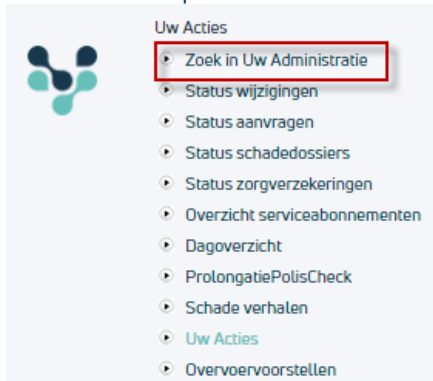 Uw Acties
Zoek in Uw Administratie
Status wijzigingen
Status aanvragen
Status schadedossiers
Status zorgverzekeringen
Overzicht serviceabonnementen
Dagoverzicht
ProlongatiePolisCheck
Schade verhalen
Uw Acties
Overvoervoorstellen